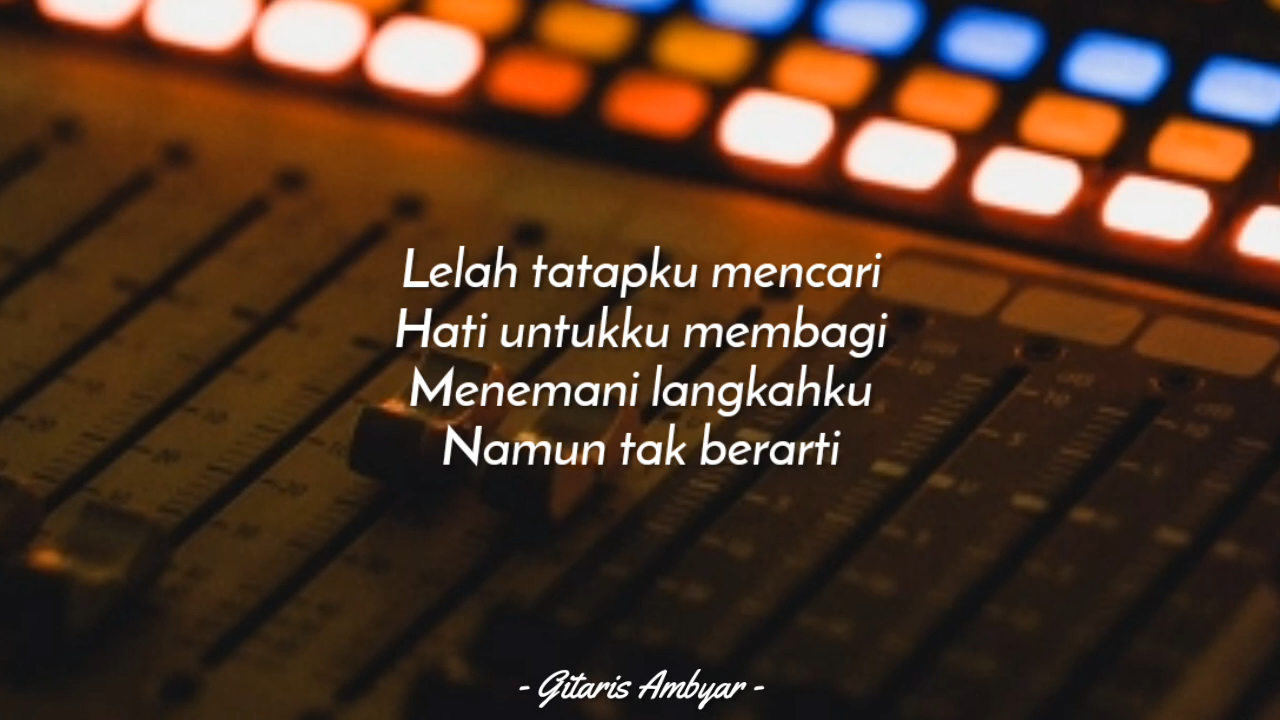 Lelah tatapku mencari
Hati untukku membagi
Menemani langkahku
Namun tak berarti
- Gitaris Ambyar -